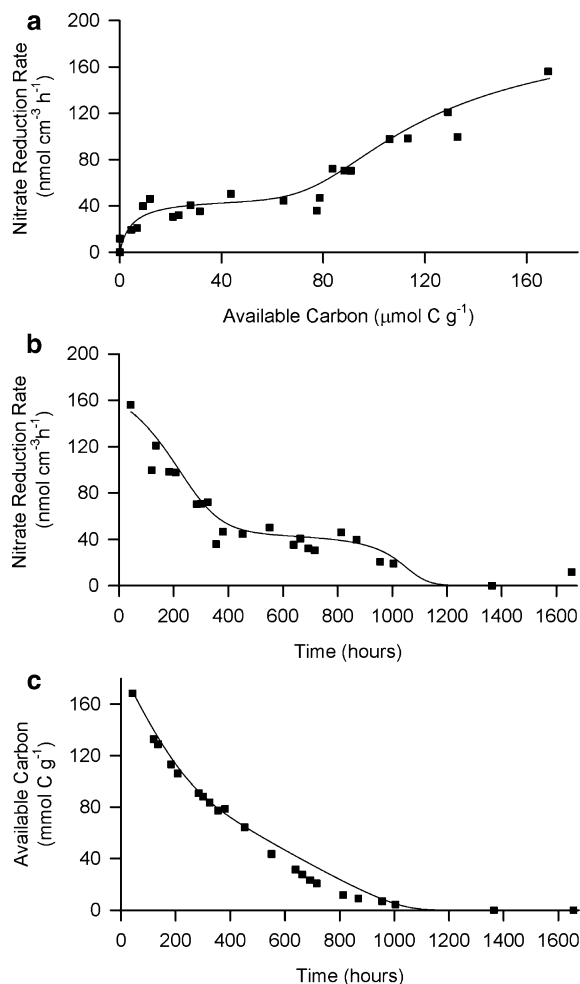 a
200
160
120
80
40
0
Nitrate Reduction Rate
(nmol cm⁻³ h⁻¹)
0 40 80 120 160
Available Carbon (μmol C g⁻¹)
b
200
160
120
80
40
0
Nitrate Reduction Rate
(nmol cm⁻³h⁻¹)
0 200 400 600 800 1000 1200 1400 1600
Time (hours)
c
160
120
80
40
0
Available Carbon
(mmol C g⁻¹)
0 200 400 600 800 1000 1200 1400 1600
Time (hours)